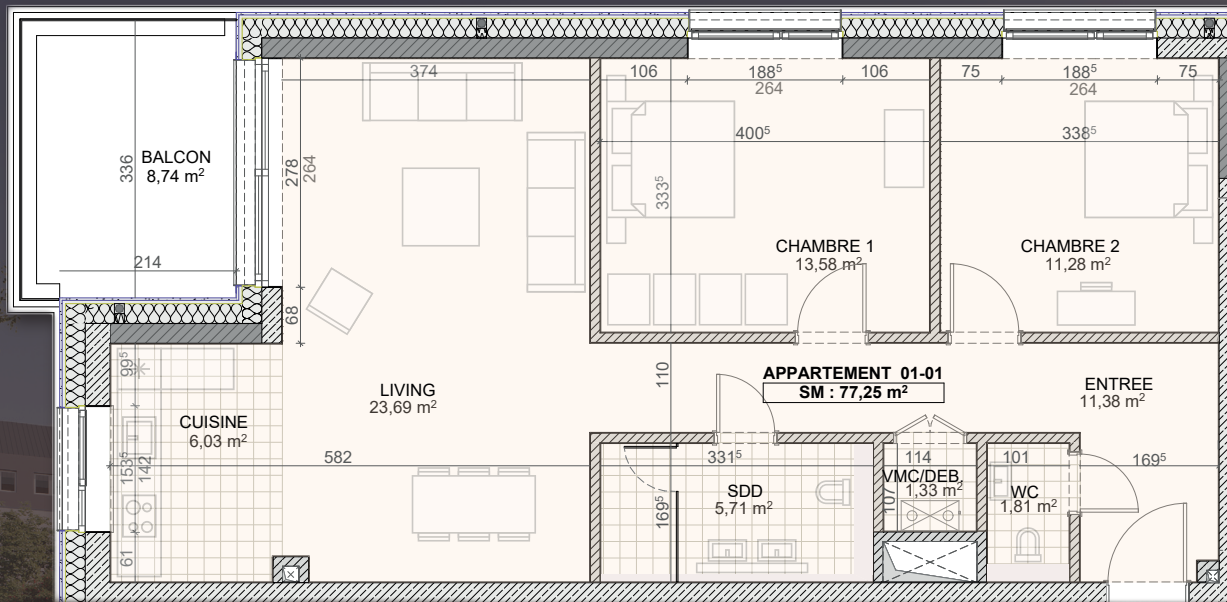 374
106
188⁵
264
106
75
188⁵
264
75
400⁵
338⁵
BALCON
8,74 m²
336
278
264
333⁵
214
CHAMBRE 1
13,58 m²
CHAMBRE 2
11,28 m²
68
99⁵
110
LIVING
23,69 m²
APPARTEMENT 01-01
SM : 77,25 m²
ENTREE
11,38 m²
CUISINE
6,03 m²
153⁵
142
582
331⁵
114
101
169⁵
VMC/DEB.
1,33 m²
107
SDD
5,71 m²
WC
1,81 m²
169⁵
61